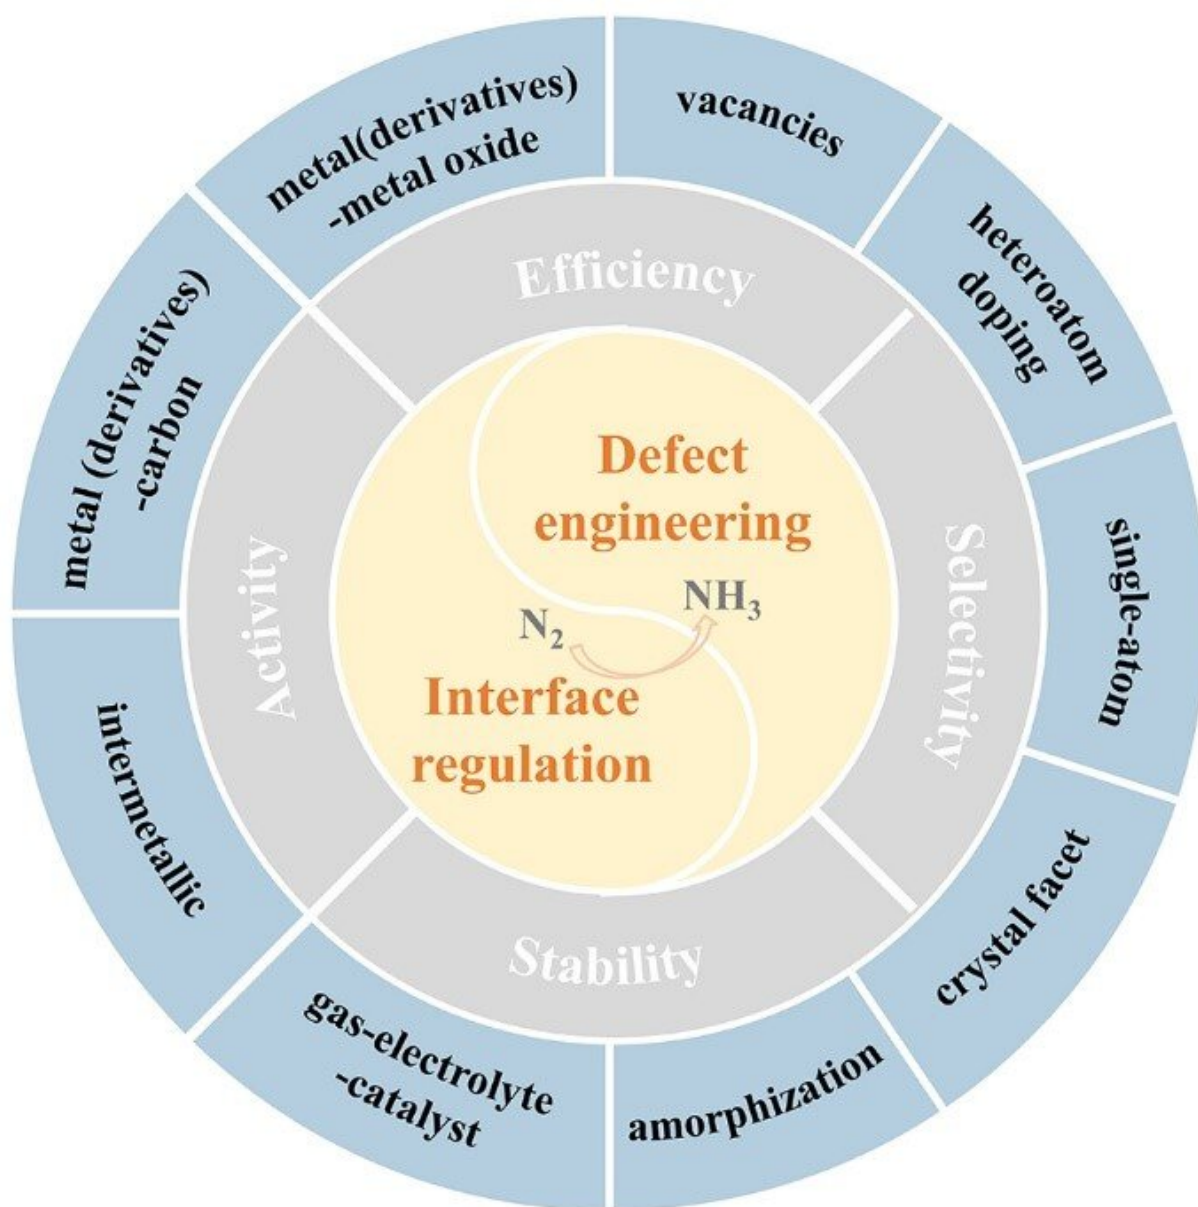 metal(derivatives)
-metal oxide
vacancies
heteroatom
doping
single-atom
crystal facet
amorphization
gas-electrolyte
-catalyst
intermetallic
metal (derivatives)
-carbon
Efficiency
Selectivity
Stability
Activity
Defect
engineering
N₂
NH₃
Interface
regulation